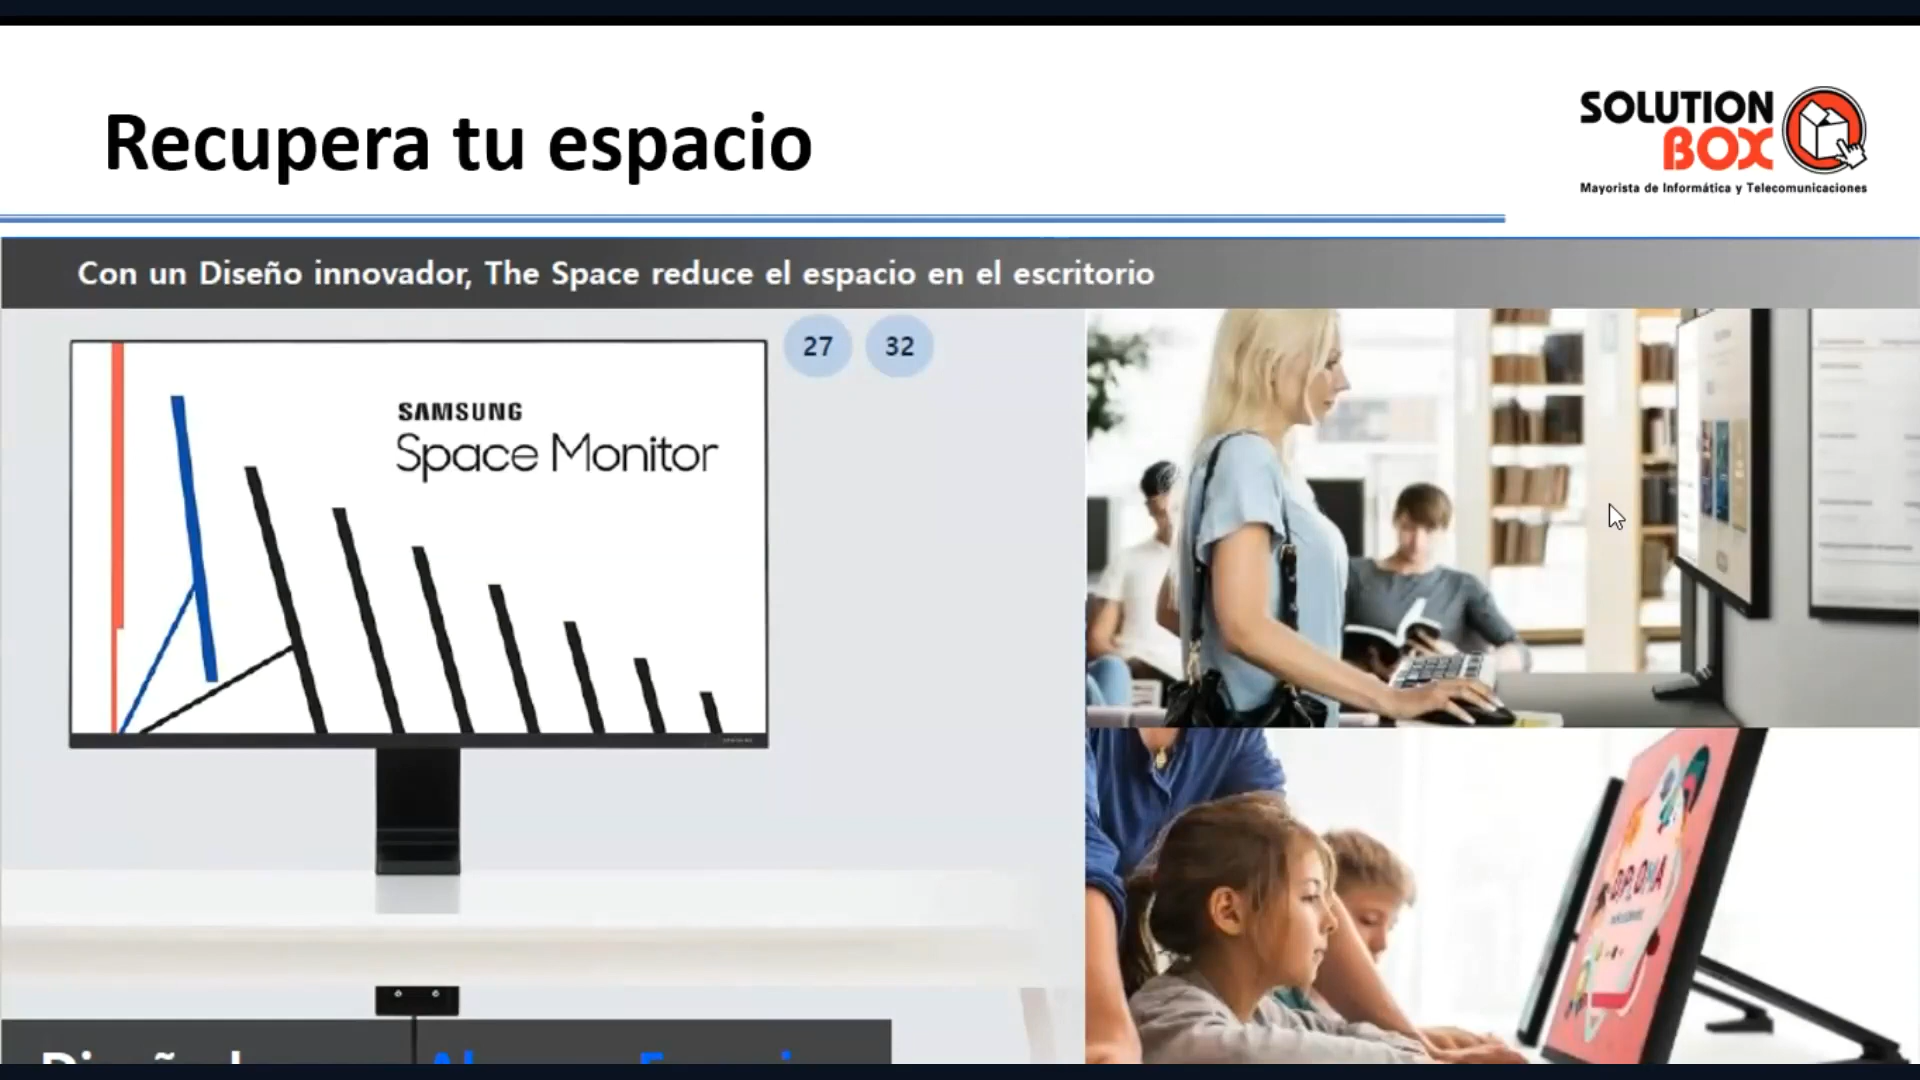 Recupera tu espacio
SOLUTION
BOX
Mayorista de Informática y Telecomunicaciones
Con un Diseño innovador, The Space reduce el espacio en el escritorio
27
32
SAMSUNG
Space Monitor
DIPLOMA